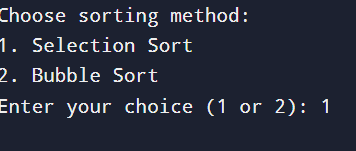 Choose sorting method:
1. Selection Sort
2. Bubble Sort
Enter your choice (1 or 2): 1